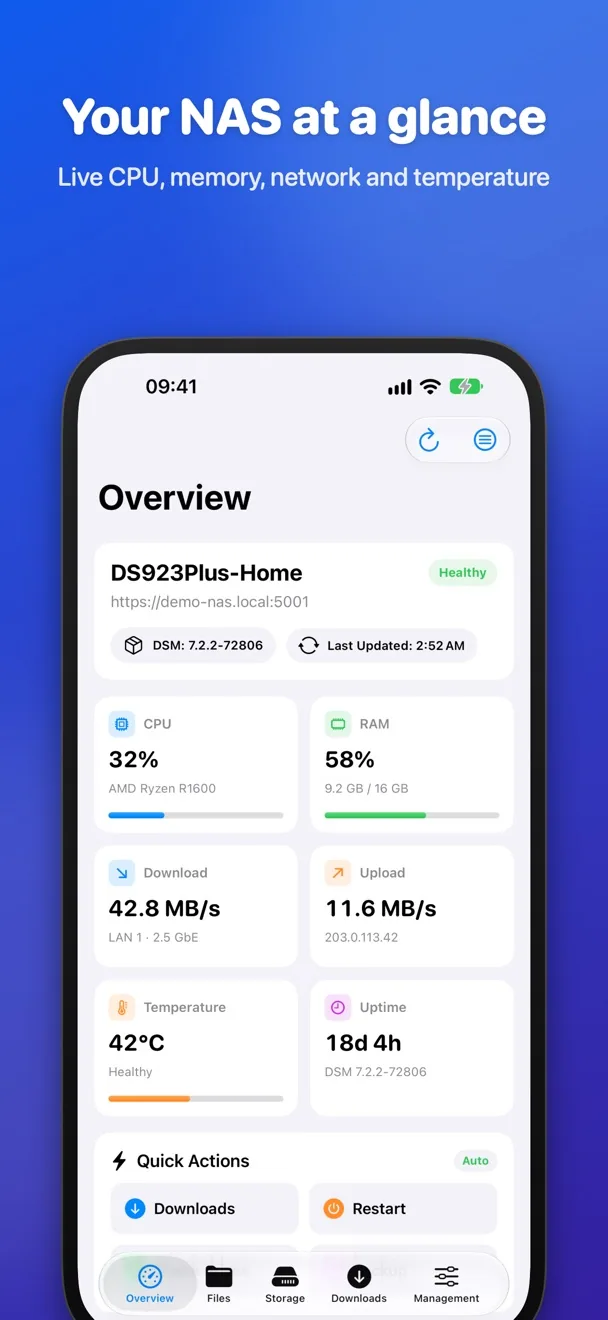 Your NAS at a glance
Live CPU, memory, network and temperature
09:41
Overview
DS923Plus-Home
Healthy
https://demo-nas.local:5001
DSM: 7.2.2-72806
Last Updated: 2:52 AM
CPU
RAM
32%
58%
AMD Ryzen R1600
9.2 GB / 16 GB
Download
Upload
42.8 MB/s
11.6 MB/s
LAN 1 · 2.5 GbE
203.0.113.42
Temperature
Uptime
42°C
18d 4h
Healthy
DSM 7.2.2-72806
Quick Actions
Auto
Downloads
Restart
Overview
Files
Storage
Downloads
Management